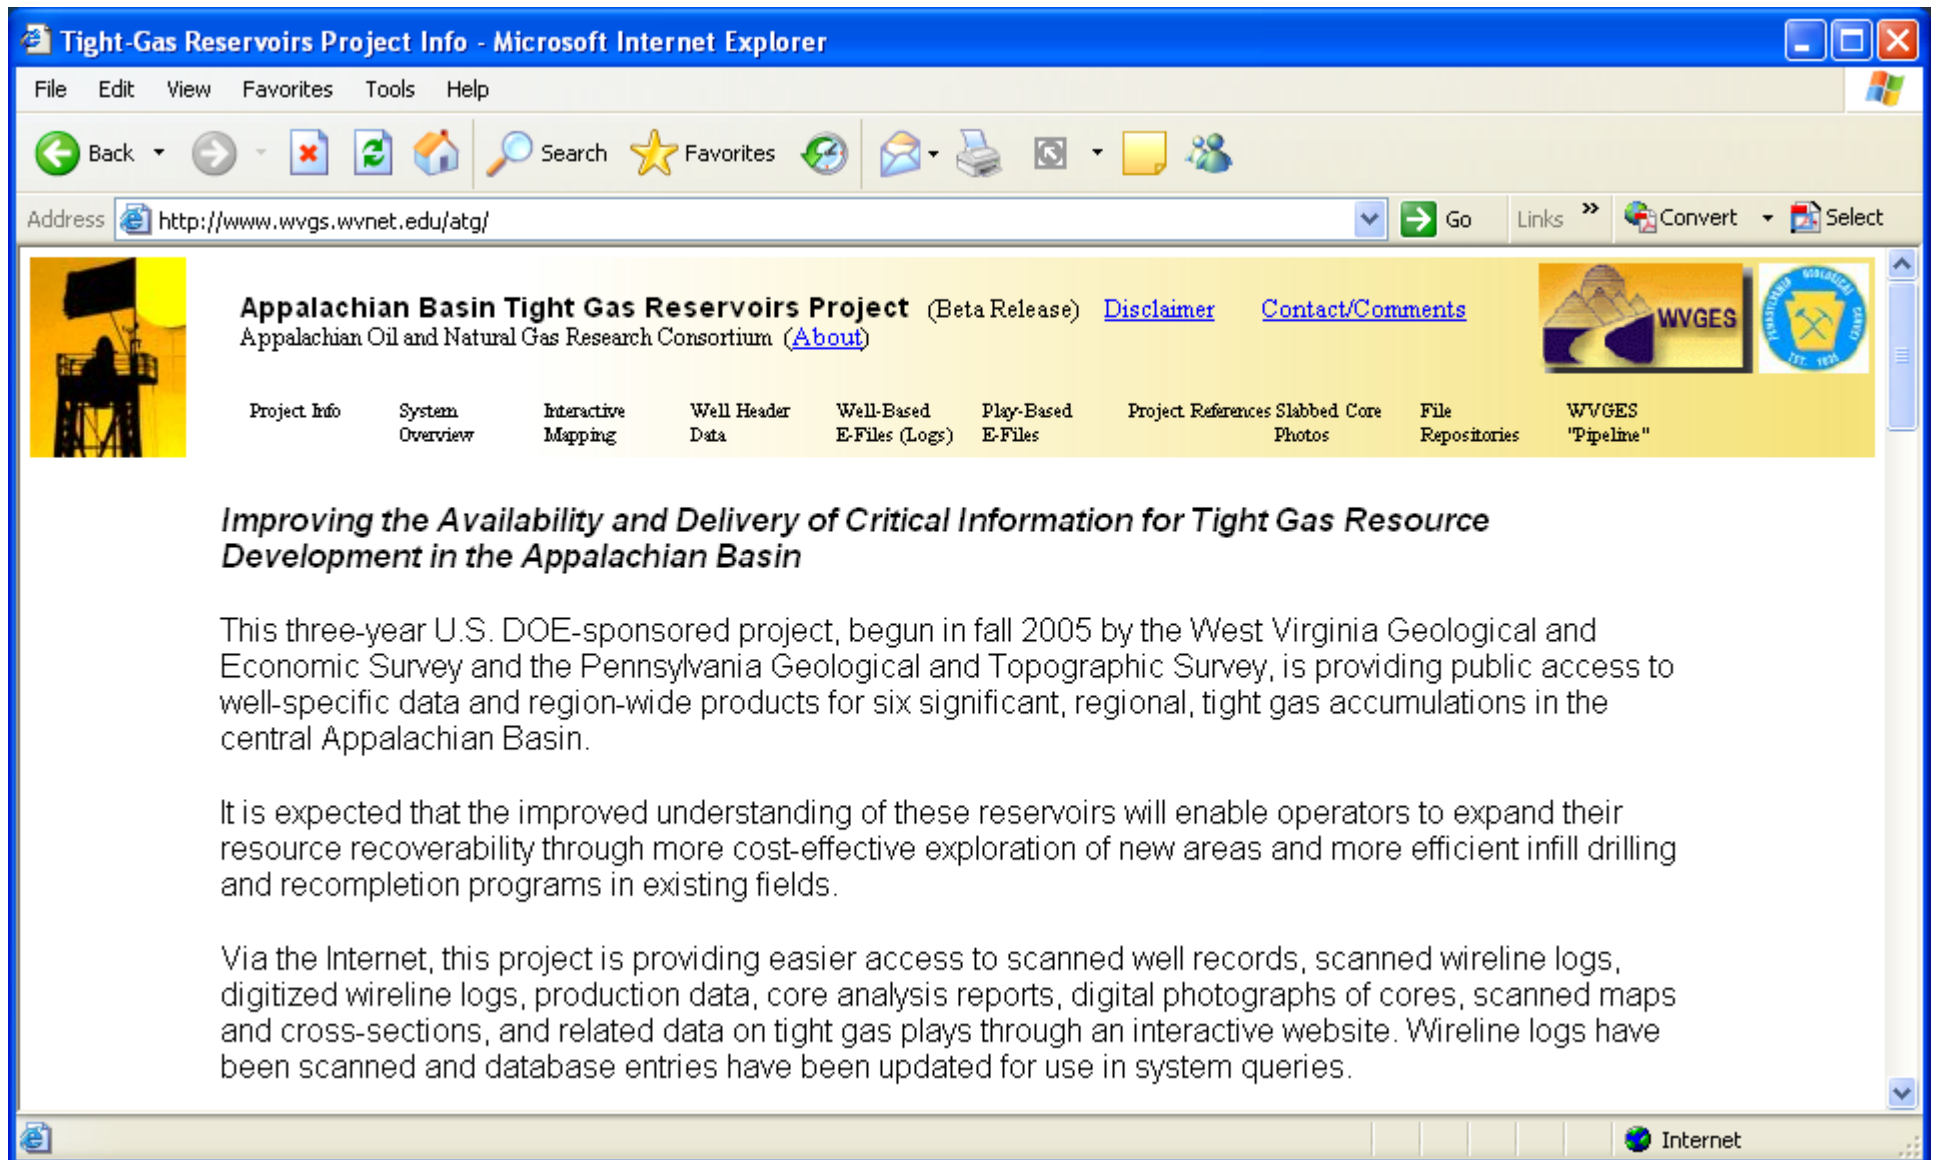 Tight-Gas Reservoirs Project Info - Microsoft Internet Explorer
File Edit View Favorites Tools Help
Back Search Favorites
Address http://www.wvgs.wvnet.edu/atg/ Go Links » Convert Select
Appalachian Basin Tight Gas Reservoirs Project (Beta Release) Disclaimer Contact/Comments
Appalachian Oil and Natural Gas Research Consortium (About)
WVGES
PENNSYLVANIA GEOLOGICAL SURVEY
EST. 1836
Project Info System Interactive Well Header Well-Based Play-Based Project References Slabbed Core File WVGES
Overview Mapping Data E-Files (Logs) E-Files Photos Repositories "Pipeline"
Improving the Availability and Delivery of Critical Information for Tight Gas Resource
Development in the Appalachian Basin
This three-year U.S. DOE-sponsored project, begun in fall 2005 by the West Virginia Geological and
Economic Survey and the Pennsylvania Geological and Topographic Survey, is providing public access to
well-specific data and region-wide products for six significant, regional, tight gas accumulations in the
central Appalachian Basin.
It is expected that the improved understanding of these reservoirs will enable operators to expand their
resource recoverability through more cost-effective exploration of new areas and more efficient infill drilling
and recompletion programs in existing fields.
Via the Internet, this project is providing easier access to scanned well records, scanned wireline logs,
digitized wireline logs, production data, core analysis reports, digital photographs of cores, scanned maps
and cross-sections, and related data on tight gas plays through an interactive website. Wireline logs have
been scanned and database entries have been updated for use in system queries.
Internet